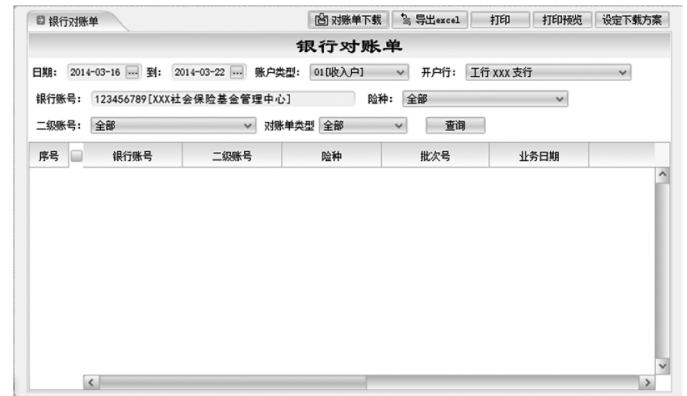 银行对账单 对账单下载 导出excel 打印 打印预览 设定下载方案
银行对账单
日期: 2014-03-16 ... 到: 2014-03-22 ... 账户类型: 01[收入户] 开户行: 工行 XXX 支行
银行账号: 123456789[XXX社会保险基金管理中心] 险种: 全部
二级账号: 全部 对账单类型 全部 查询
序号 银行账号 二级账号 险种 批次号 业务日期